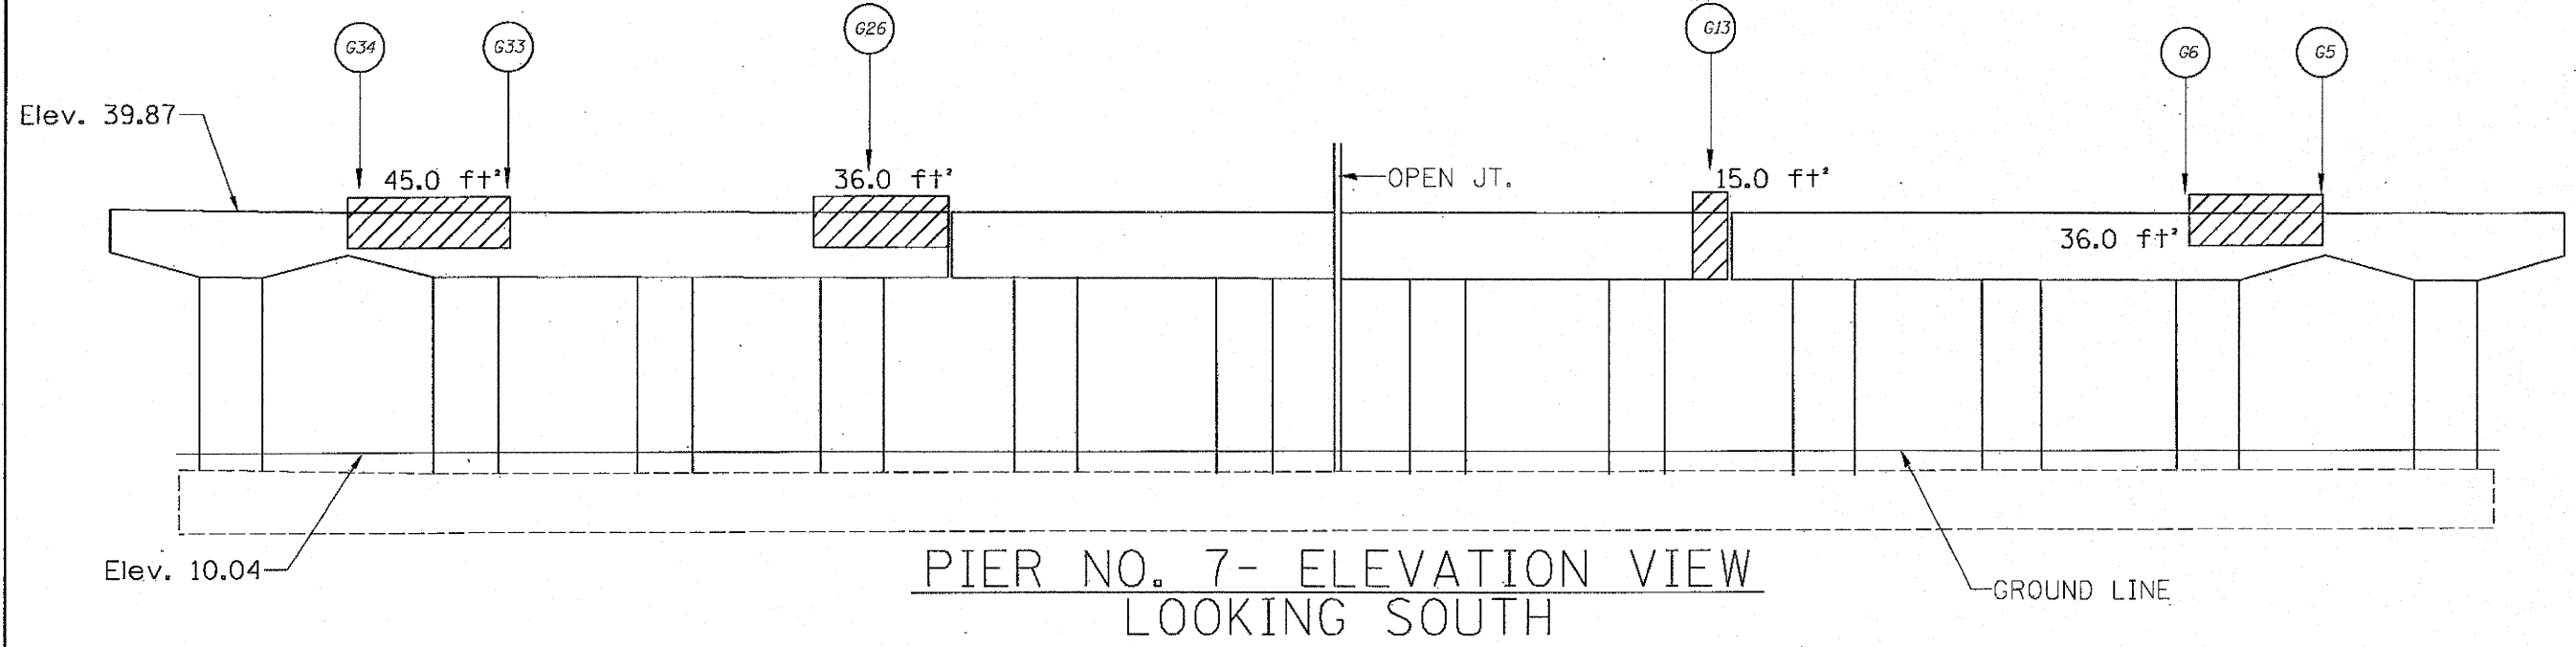 G34
G33
G26
G13
G6
G5
Elev. 39.87
45.0 ft²
36.0 ft²
OPEN JT.
15.0 ft²
36.0 ft²
Elev. 10.04
PIER NO. 7- ELEVATION VIEW
LOOKING SOUTH
GROUND LINE